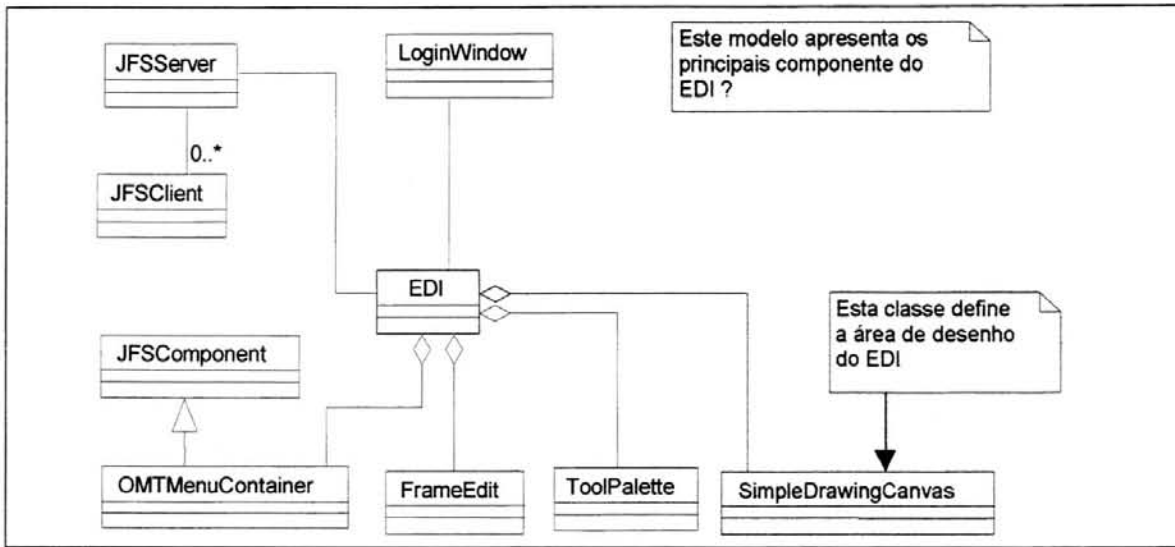 JFSServer
LoginWindow
Este modelo apresenta os
principais componente do
EDI ?
0..*
JFSClient
EDI
Esta classe define
a área de desenho
do EDI
JFSComponent
OMTMenuContainer
FrameEdit
ToolPalette
SimpleDrawingCanvas